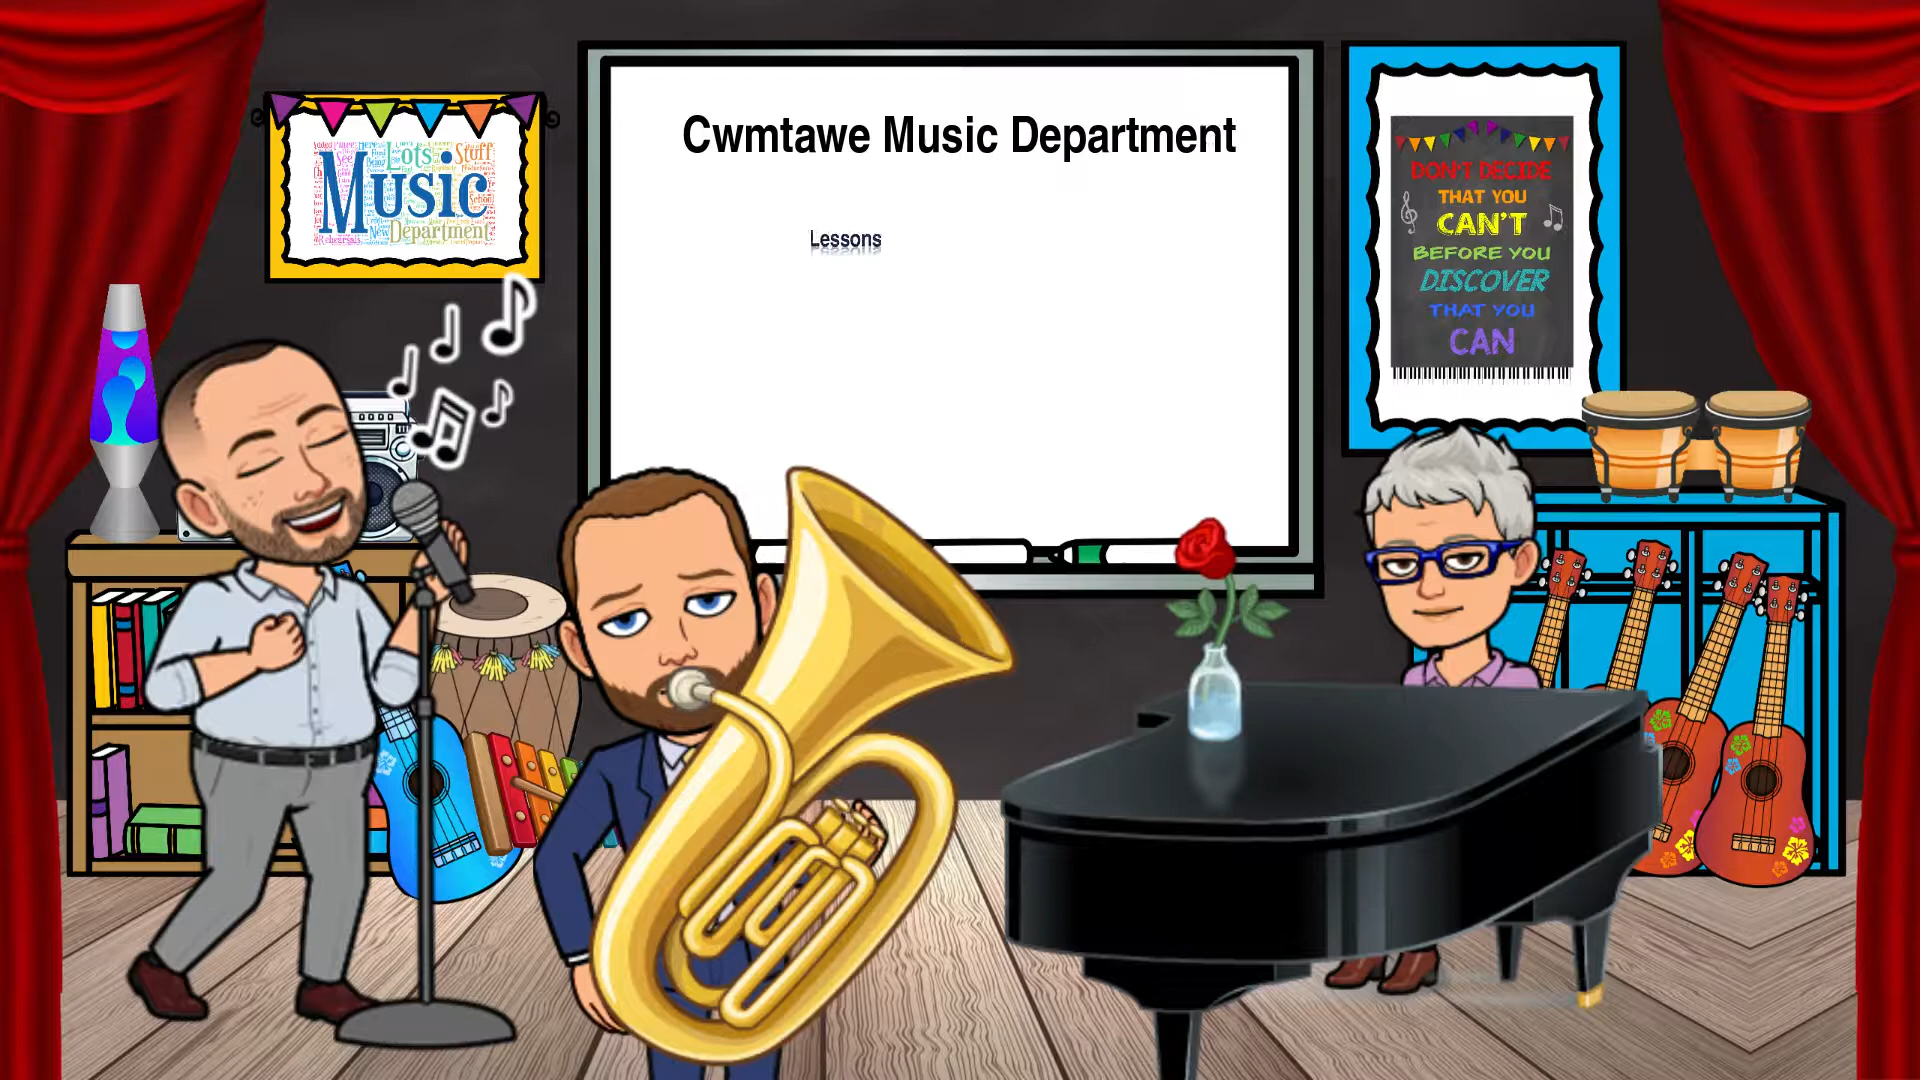 Cwmtawe Music Department
Lessons
Lots Stuff
Music
New Department
DON'T DECIDE
THAT YOU
CAN'T
BEFORE YOU
DISCOVER
THAT YOU
CAN